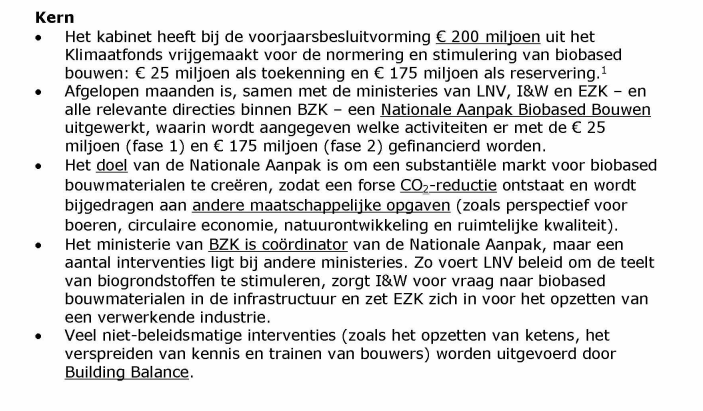 Kern
• Het kabinet heeft bij de voorjaarsbesluitvorming € 200 miljoen uit het
Klimaatfonds vrijgemaakt voor de normering en stimulering van biobased
bouwen: € 25 miljoen als toekenning en € 175 miljoen als reservering.¹
• Afgelopen maanden is, samen met de ministeries van LNV, I&W en EZK – en
alle relevante directies binnen BZK – een Nationale Aanpak Biobased Bouwen
uitgewerkt, waarin wordt aangegeven welke activiteiten er met de € 25
miljoen (fase 1) en € 175 miljoen (fase 2) gefinancierd worden.
• Het doel van de Nationale Aanpak is om een substantiële markt voor biobased
bouwmaterialen te creëren, zodat een forse CO₂-reductie ontstaat en wordt
bijgedragen aan andere maatschappelijke opgaven (zoals perspectief voor
boeren, circulaire economie, natuurontwikkeling en ruimtelijke kwaliteit).
• Het ministerie van BZK is coördinator van de Nationale Aanpak, maar een
aantal interventies ligt bij andere ministeries. Zo voert LNV beleid om de teelt
van biogrondstoffen te stimuleren, zorgt I&W voor vraag naar biobased
bouwmaterialen in de infrastructuur en zet EZK zich in voor het opzetten van
een verwerkende industrie.
• Veel niet-beleidsmatige interventies (zoals het opzetten van ketens, het
verspreiden van kennis en trainen van bouwers) worden uitgevoerd door
Building Balance.